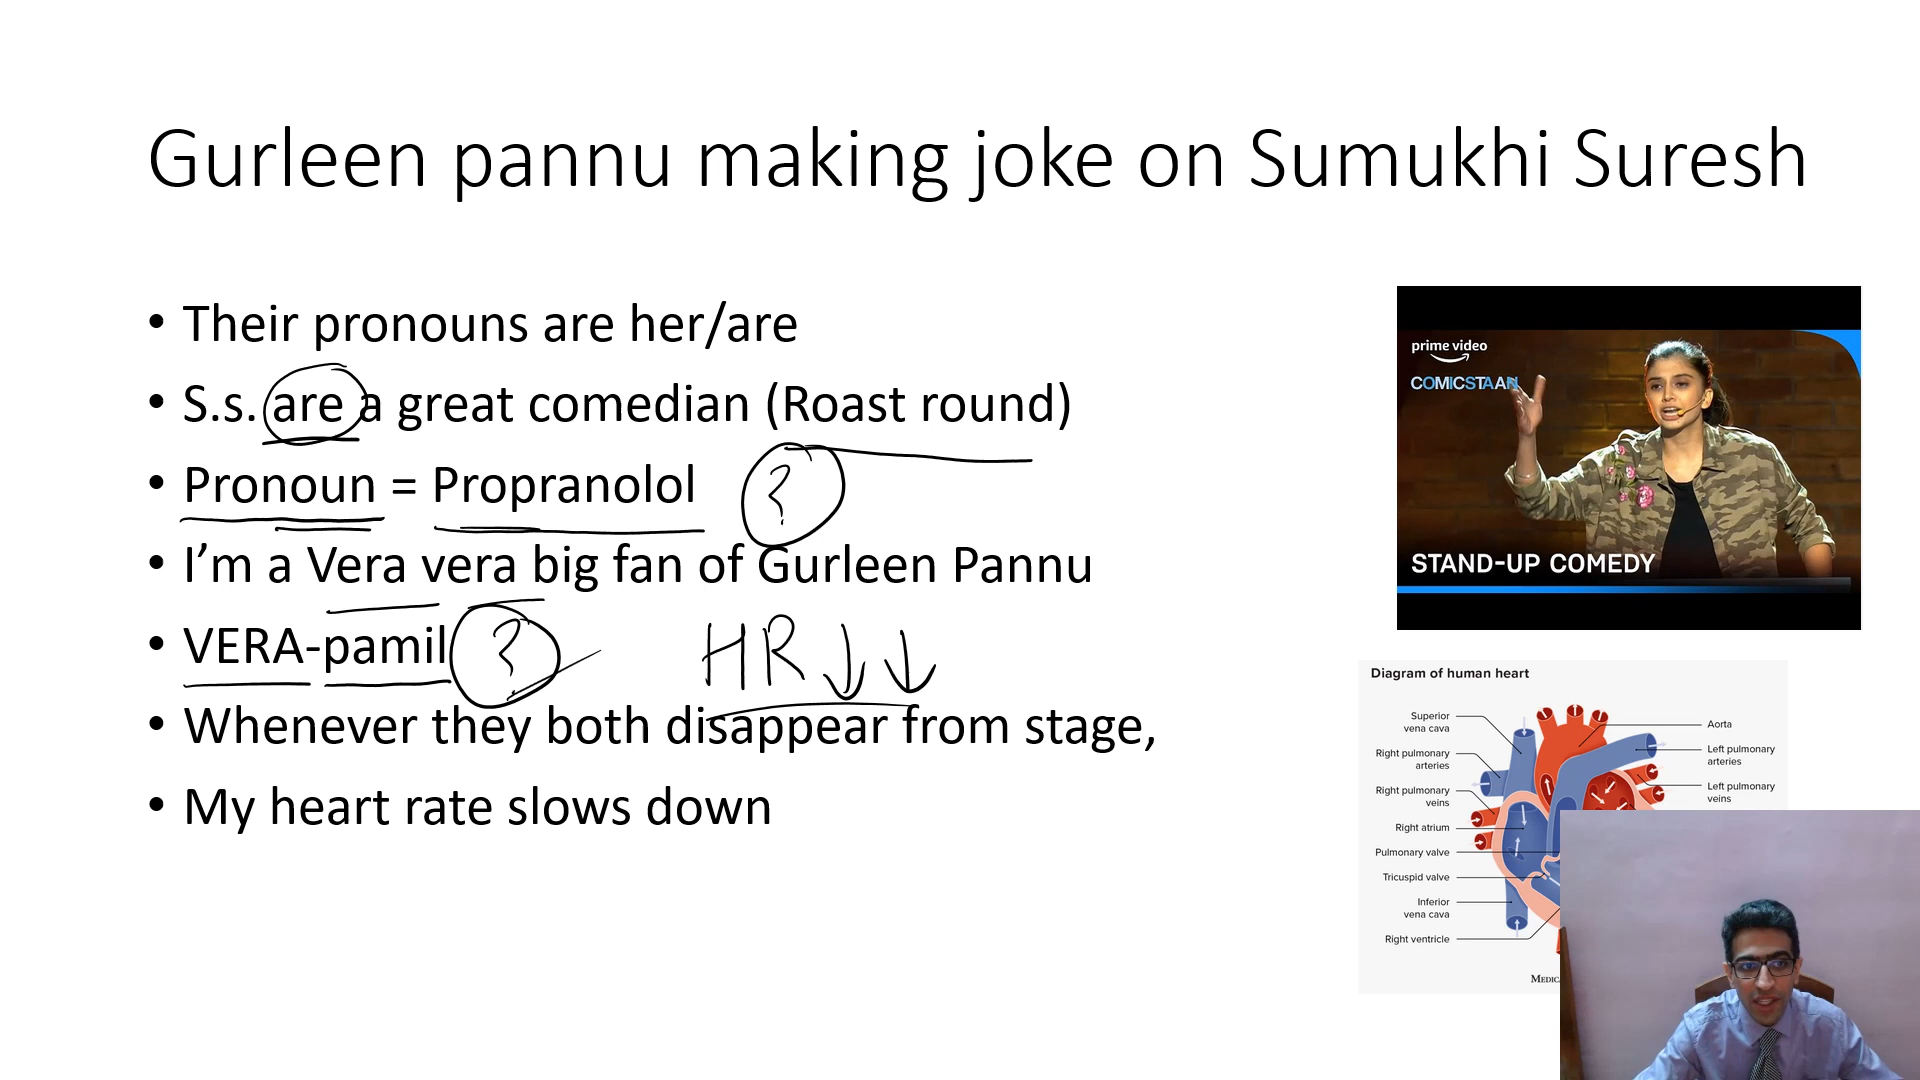 Gurleen pannu making joke on Sumukhi Suresh
• Their pronouns are her/are
• S.s. are a great comedian (Roast round)
• Pronoun = Propranolol ?
• I’m a Vera vera big fan of Gurleen Pannu
• VERA-pamil ? HR ↓ ↓
• Whenever they both disappear from stage,
• My heart rate slows down
prime video
COMICSTAAN
STAND-UP COMEDY
Diagram of human heart
Superior
vena cava
Right pulmonary
arteries
Right pulmonary
veins
Right atrium
Pulmonary valve
Tricuspid valve
Inferior
vena cava
Right ventricle
Aorta
Left pulmonary
arteries
Left pulmonary
veins